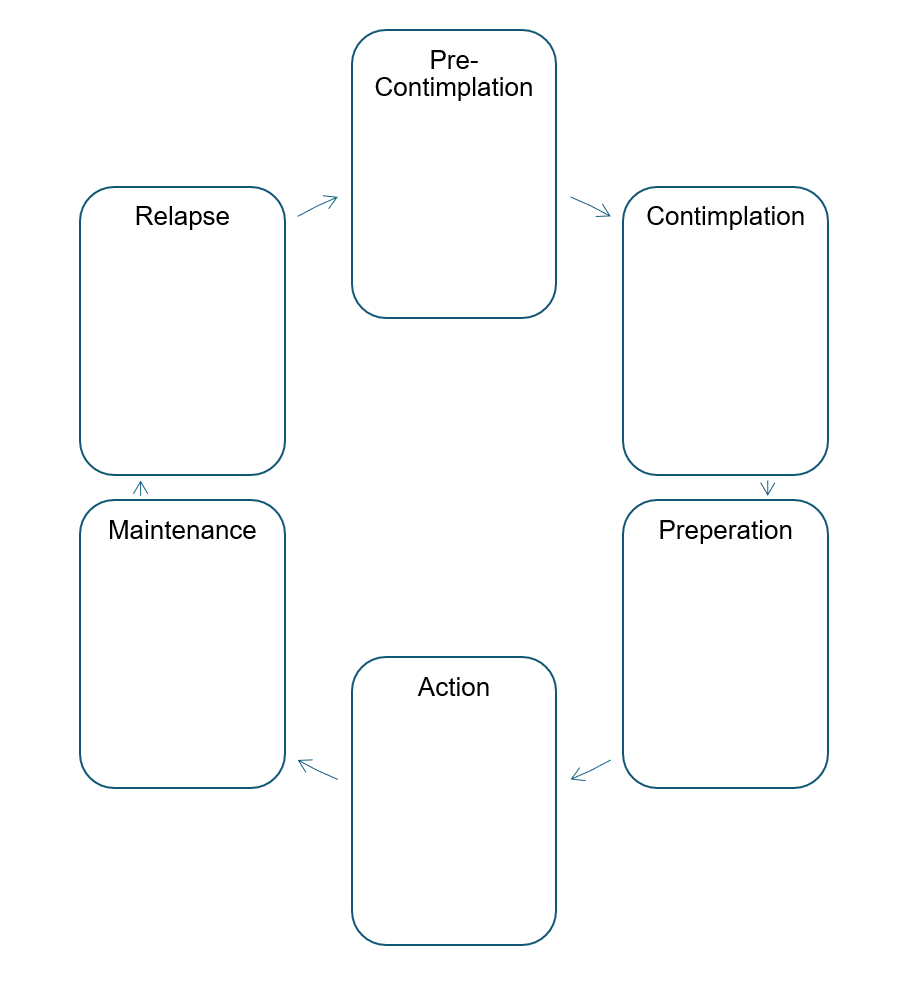 Pre-
Contimplation
Relapse
Contimplation
Maintenance
Preperation
Action